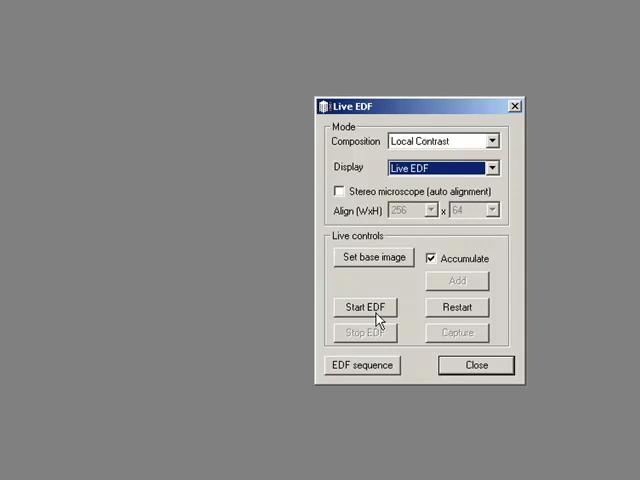 Live EDF
Mode
Composition Local Contrast
Display Live EDF
Stereo microscope (auto alignment)
Align (WxH) 256 x 64
Live controls
Set base image Accumulate
Add
Start EDF Restart
Stop EDF Capture
EDF sequence Close